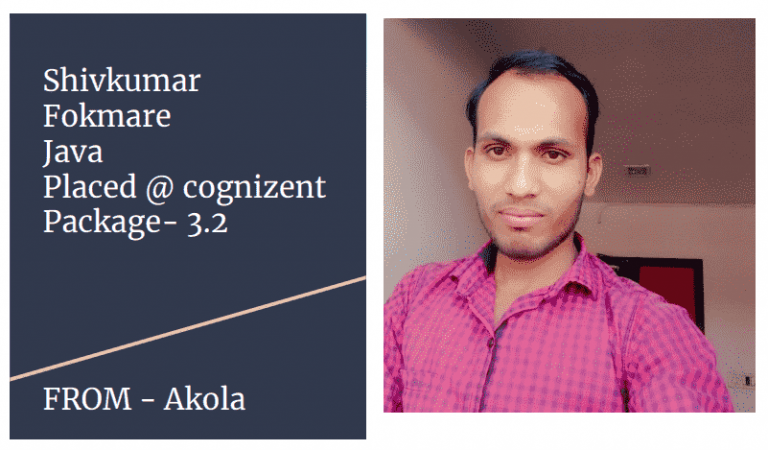 Shivkumar
Fokmare
Java
Placed @ cognizent
Package- 3.2
FROM - Akola